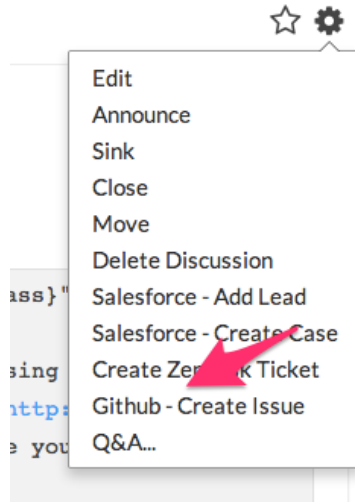 Edit
Announce
Sink
Close
Move
Delete Discussion
ass}"
Salesforce - Add Lead
Salesforce - Create Case
sing
Create Ticket
http:
Github - Create Issue
e you
Q&A...